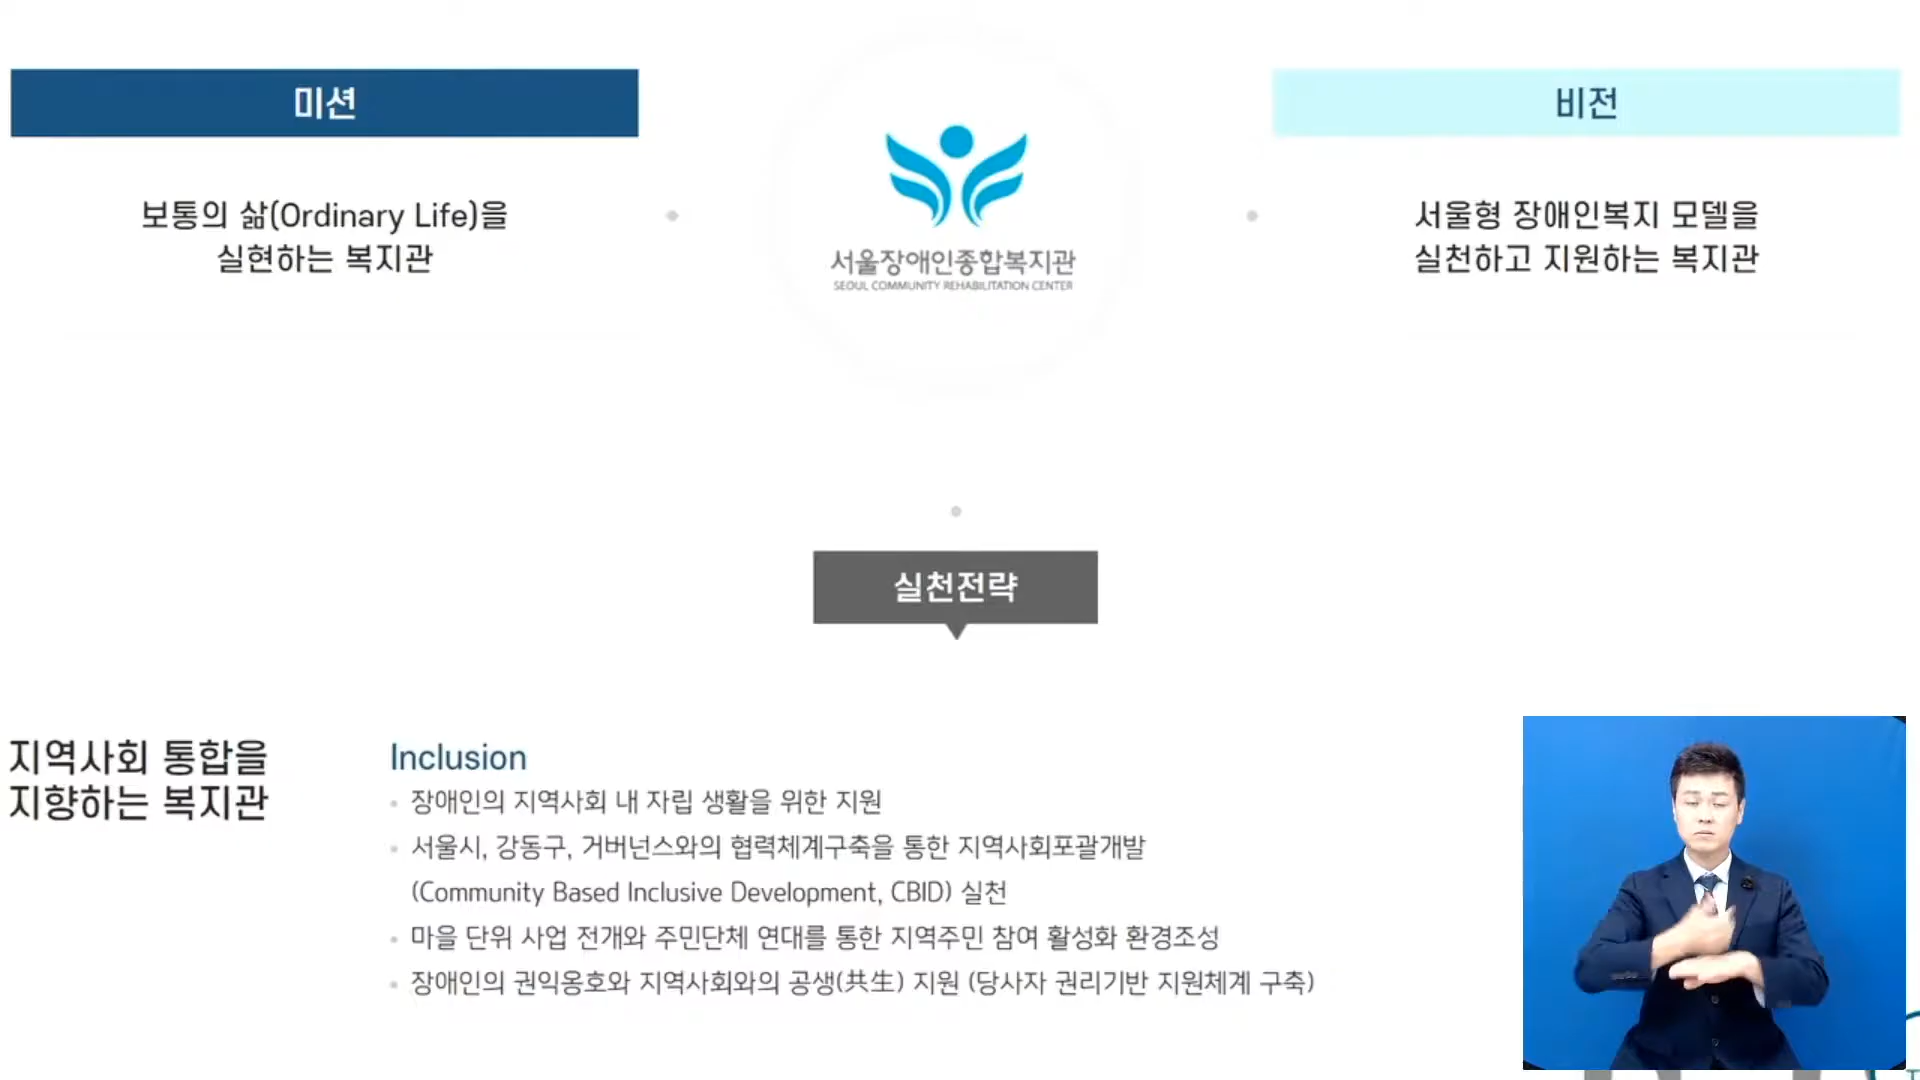 미션
보통의 삶(Ordinary Life)을
실현하는 복지관
서울장애인종합복지관
SEOUL COMMUNITY REHABILITATION CENTER
비전
서울형 장애인복지 모델을
실천하고 지원하는 복지관
실천전략
지역사회 통합을
지향하는 복지관
Inclusion
• 장애인의 지역사회 내 자립 생활을 위한 지원
• 서울시, 강동구, 거버넌스와의 협력체계구축을 통한 지역사회포괄개발
(Community Based Inclusive Development, CBID) 실천
• 마을 단위 사업 전개와 주민단체 연대를 통한 지역주민 참여 활성화 환경조성
• 장애인의 권익옹호와 지역사회와의 공생(共生) 지원 (당사자 권리기반 지원체계 구축)